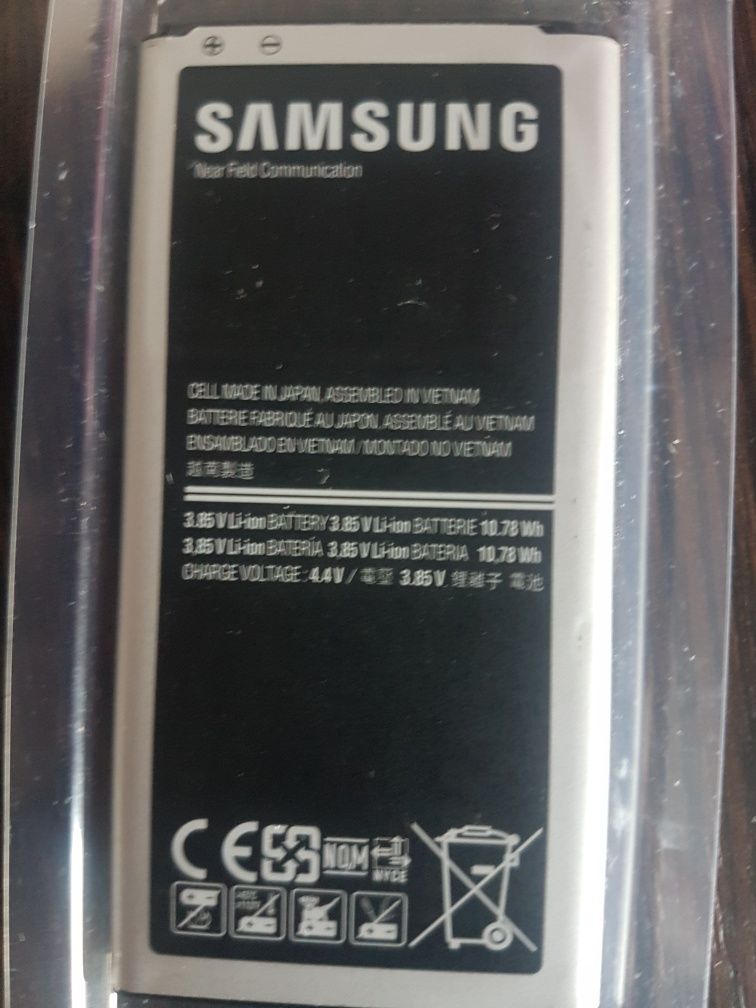 SAMSUNG
Near Field Communication
CELL MADE IN JAPAN, ASSEMBLED IN VIETNAM
BATTERIE FABRIQUÉ AU JAPON, ASSEMBLÉ AU VIETNAM
ENSAMBLADO EN VIETNAM / MONTADO NO VIETNAM
越南製造
3.85 V Li-ion BATTERY 3.85 V Li-ion BATTERIE 10.78 Wh
3,85 V Li-ion BATERÍA 3.85 V Li-ion BATERIA 10,78 Wh
CHARGE VOLTAGE : 4.4 V / 電壓 3.85 V 鋰離子 電池
CE NOM NYCE